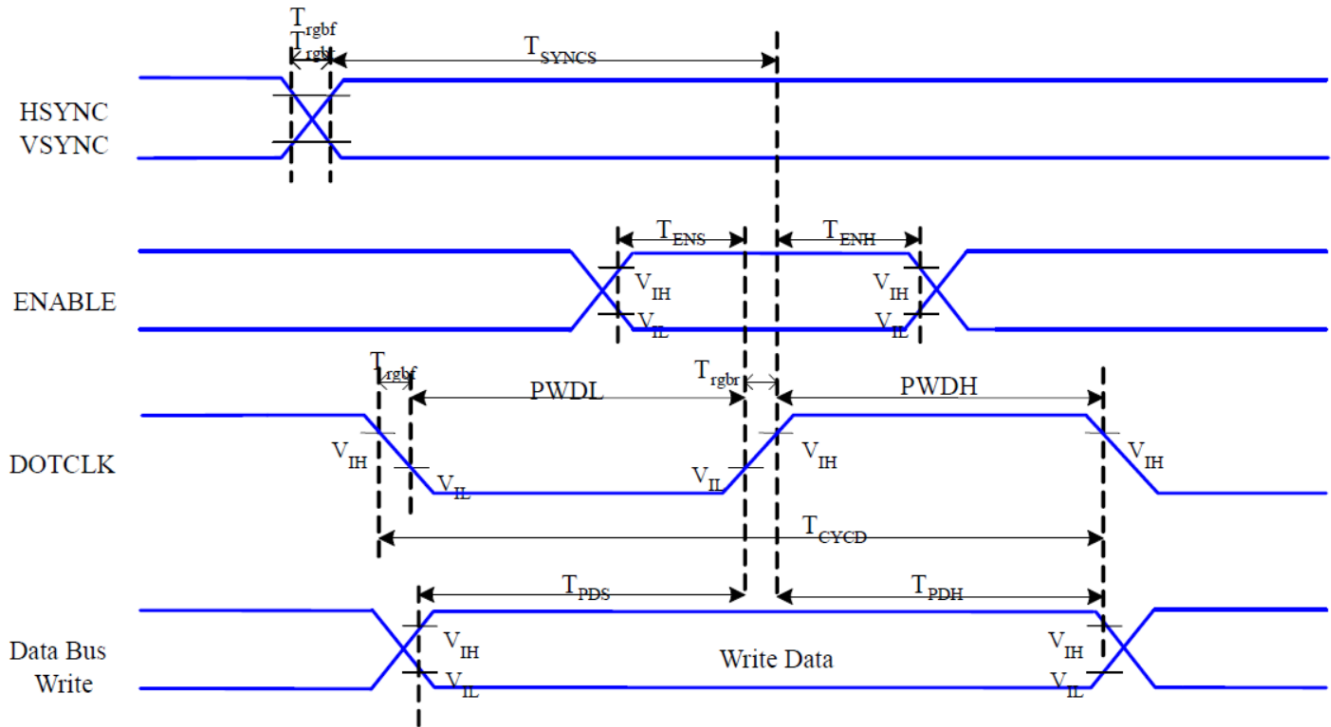 Trgbf
Trgbr
TSYNCS
HSYNC
VSYNC
TENS
TENH
VIH
VIH
ENABLE
VIL
VIL
Trgbf
Trgbr
PWDL
PWDH
VIH
VIH
VIH
DOTCLK
VIL
VIL
TCYCD
TPDS
TPDH
Data Bus
Write
VIH
Write Data
VIH
VIL
VIL